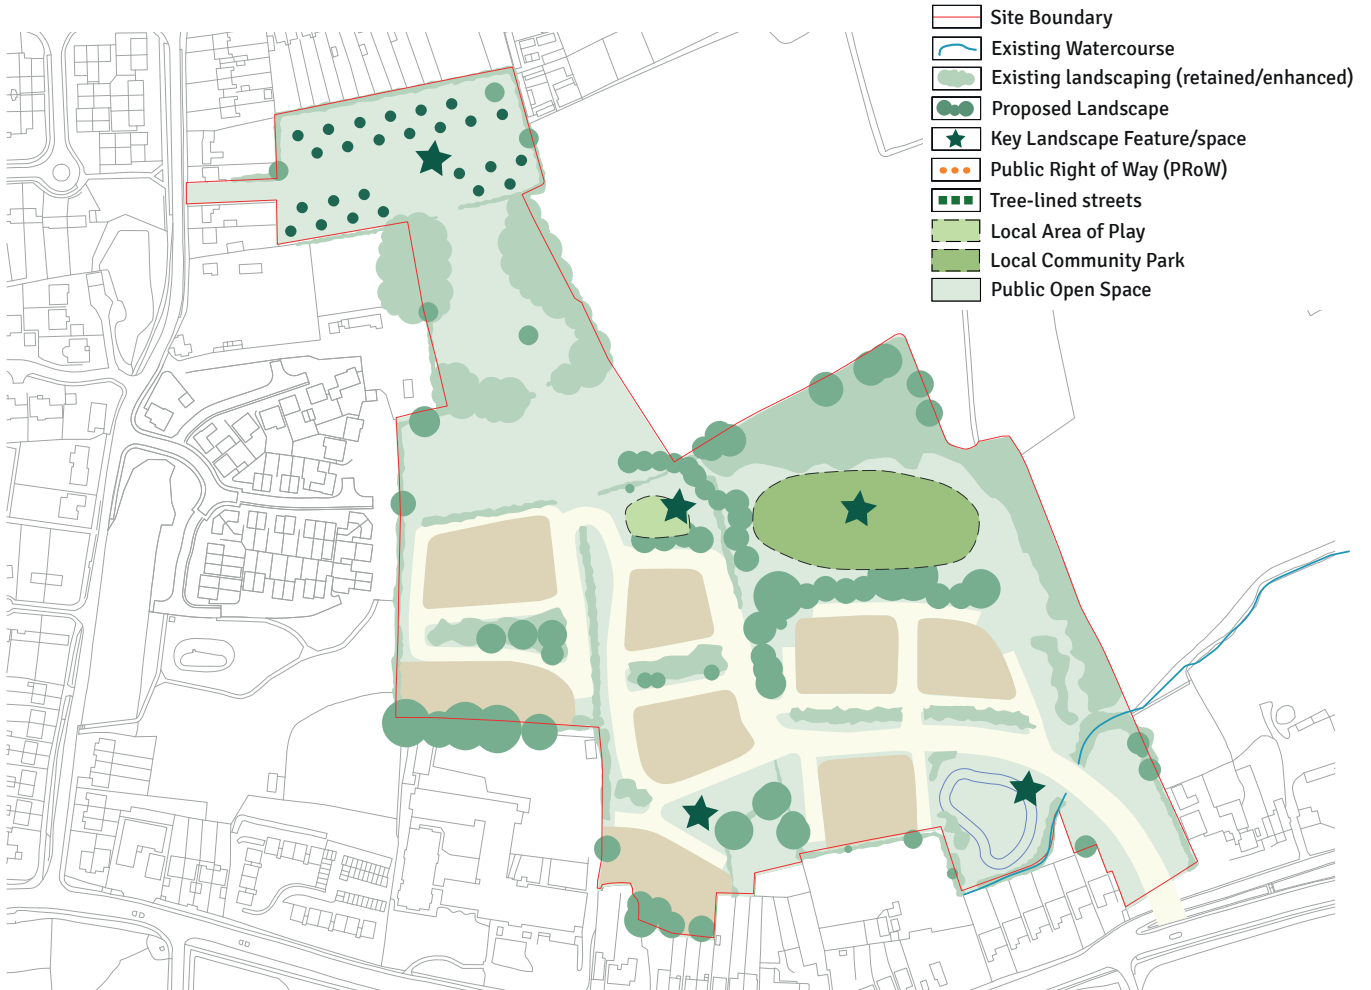 Site Boundary
Existing Watercourse
Existing landscaping (retained/enhanced)
Proposed Landscape
Key Landscape Feature/space
Public Right of Way (PRoW)
Tree-lined streets
Local Area of Play
Local Community Park
Public Open Space